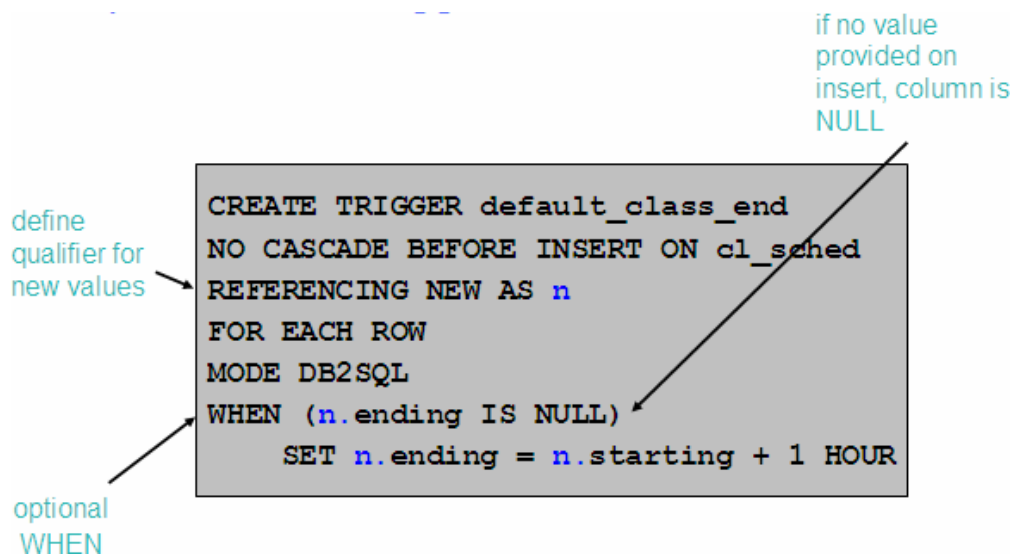 if no value
provided on
insert, column is
NULL
define
qualifier for
new values
CREATE TRIGGER default_class_end
NO CASCADE BEFORE INSERT ON cl_sched
REFERENCING NEW AS n
FOR EACH ROW
MODE DB2SQL
WHEN (n.ending IS NULL)
SET n.ending = n.starting + 1 HOUR
optional
WHEN